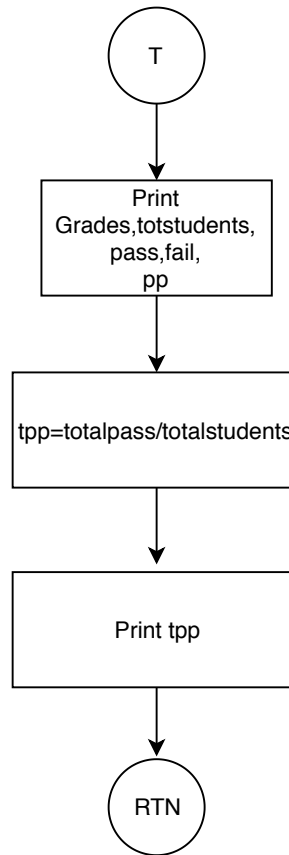 T
Print
Grades,totstudents,
pass,fail,
pp
tpp=totalpass/totalstudents
Print tpp
RTN